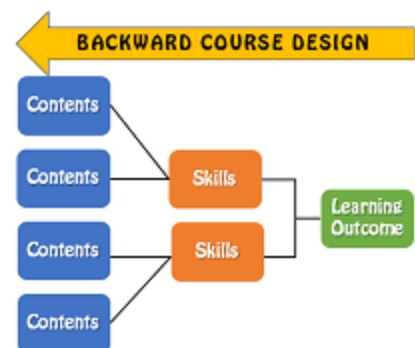 BACKWARD COURSE DESIGN
Contents
Contents
Skills
Learning
Outcome
Contents
Skills
Contents